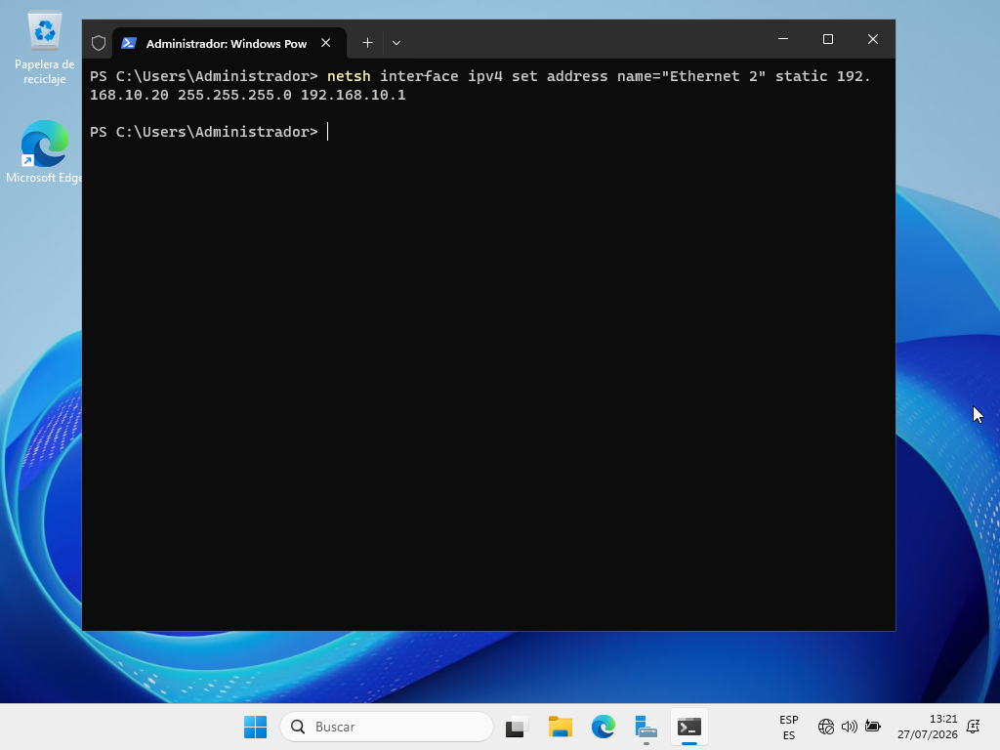 Papelera de
reciclaje
Microsoft Edge
Administrador: Windows Pow
PS C:\Users\Administrador> netsh interface ipv4 set address name="Ethernet 2" static 192.
168.10.20 255.255.255.0 192.168.10.1
PS C:\Users\Administrador>
Buscar
ESP
ES
13:21
27/07/2026